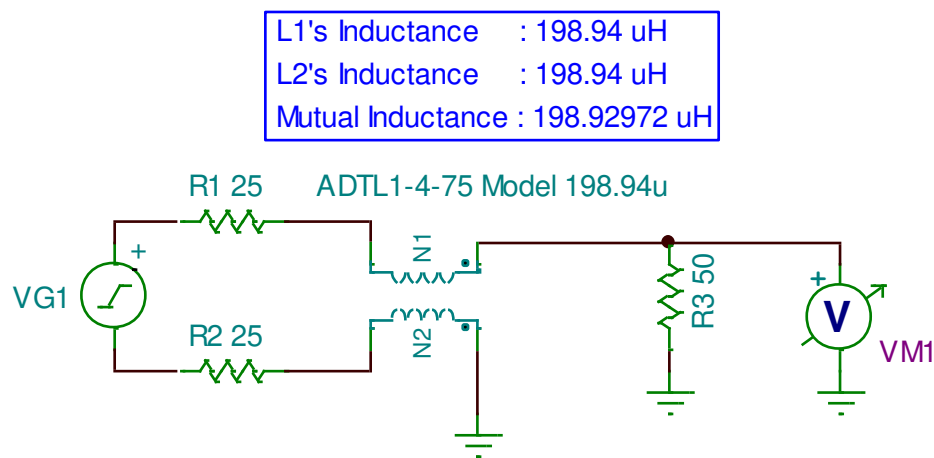 L1's Inductance : 198.94 uH
L2's Inductance : 198.94 uH
Mutual Inductance : 198.92972 uH
R1 25
ADTL1-4-75 Model 198.94u
N1
+
VG1
R2 25
N2
R3 50
+
V
VM1